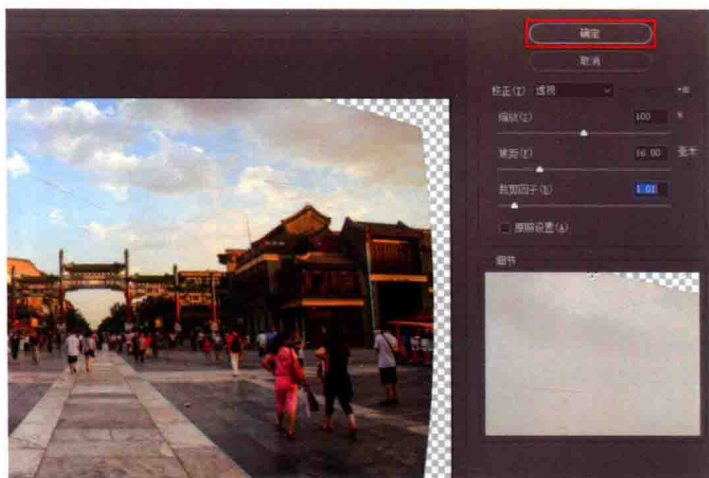 确定
取消
校正(I) 透视
缩放(S) 100 %
焦距(F) 16.00 毫米
裁剪因子(R) 1.01
原照设置(A)
细节